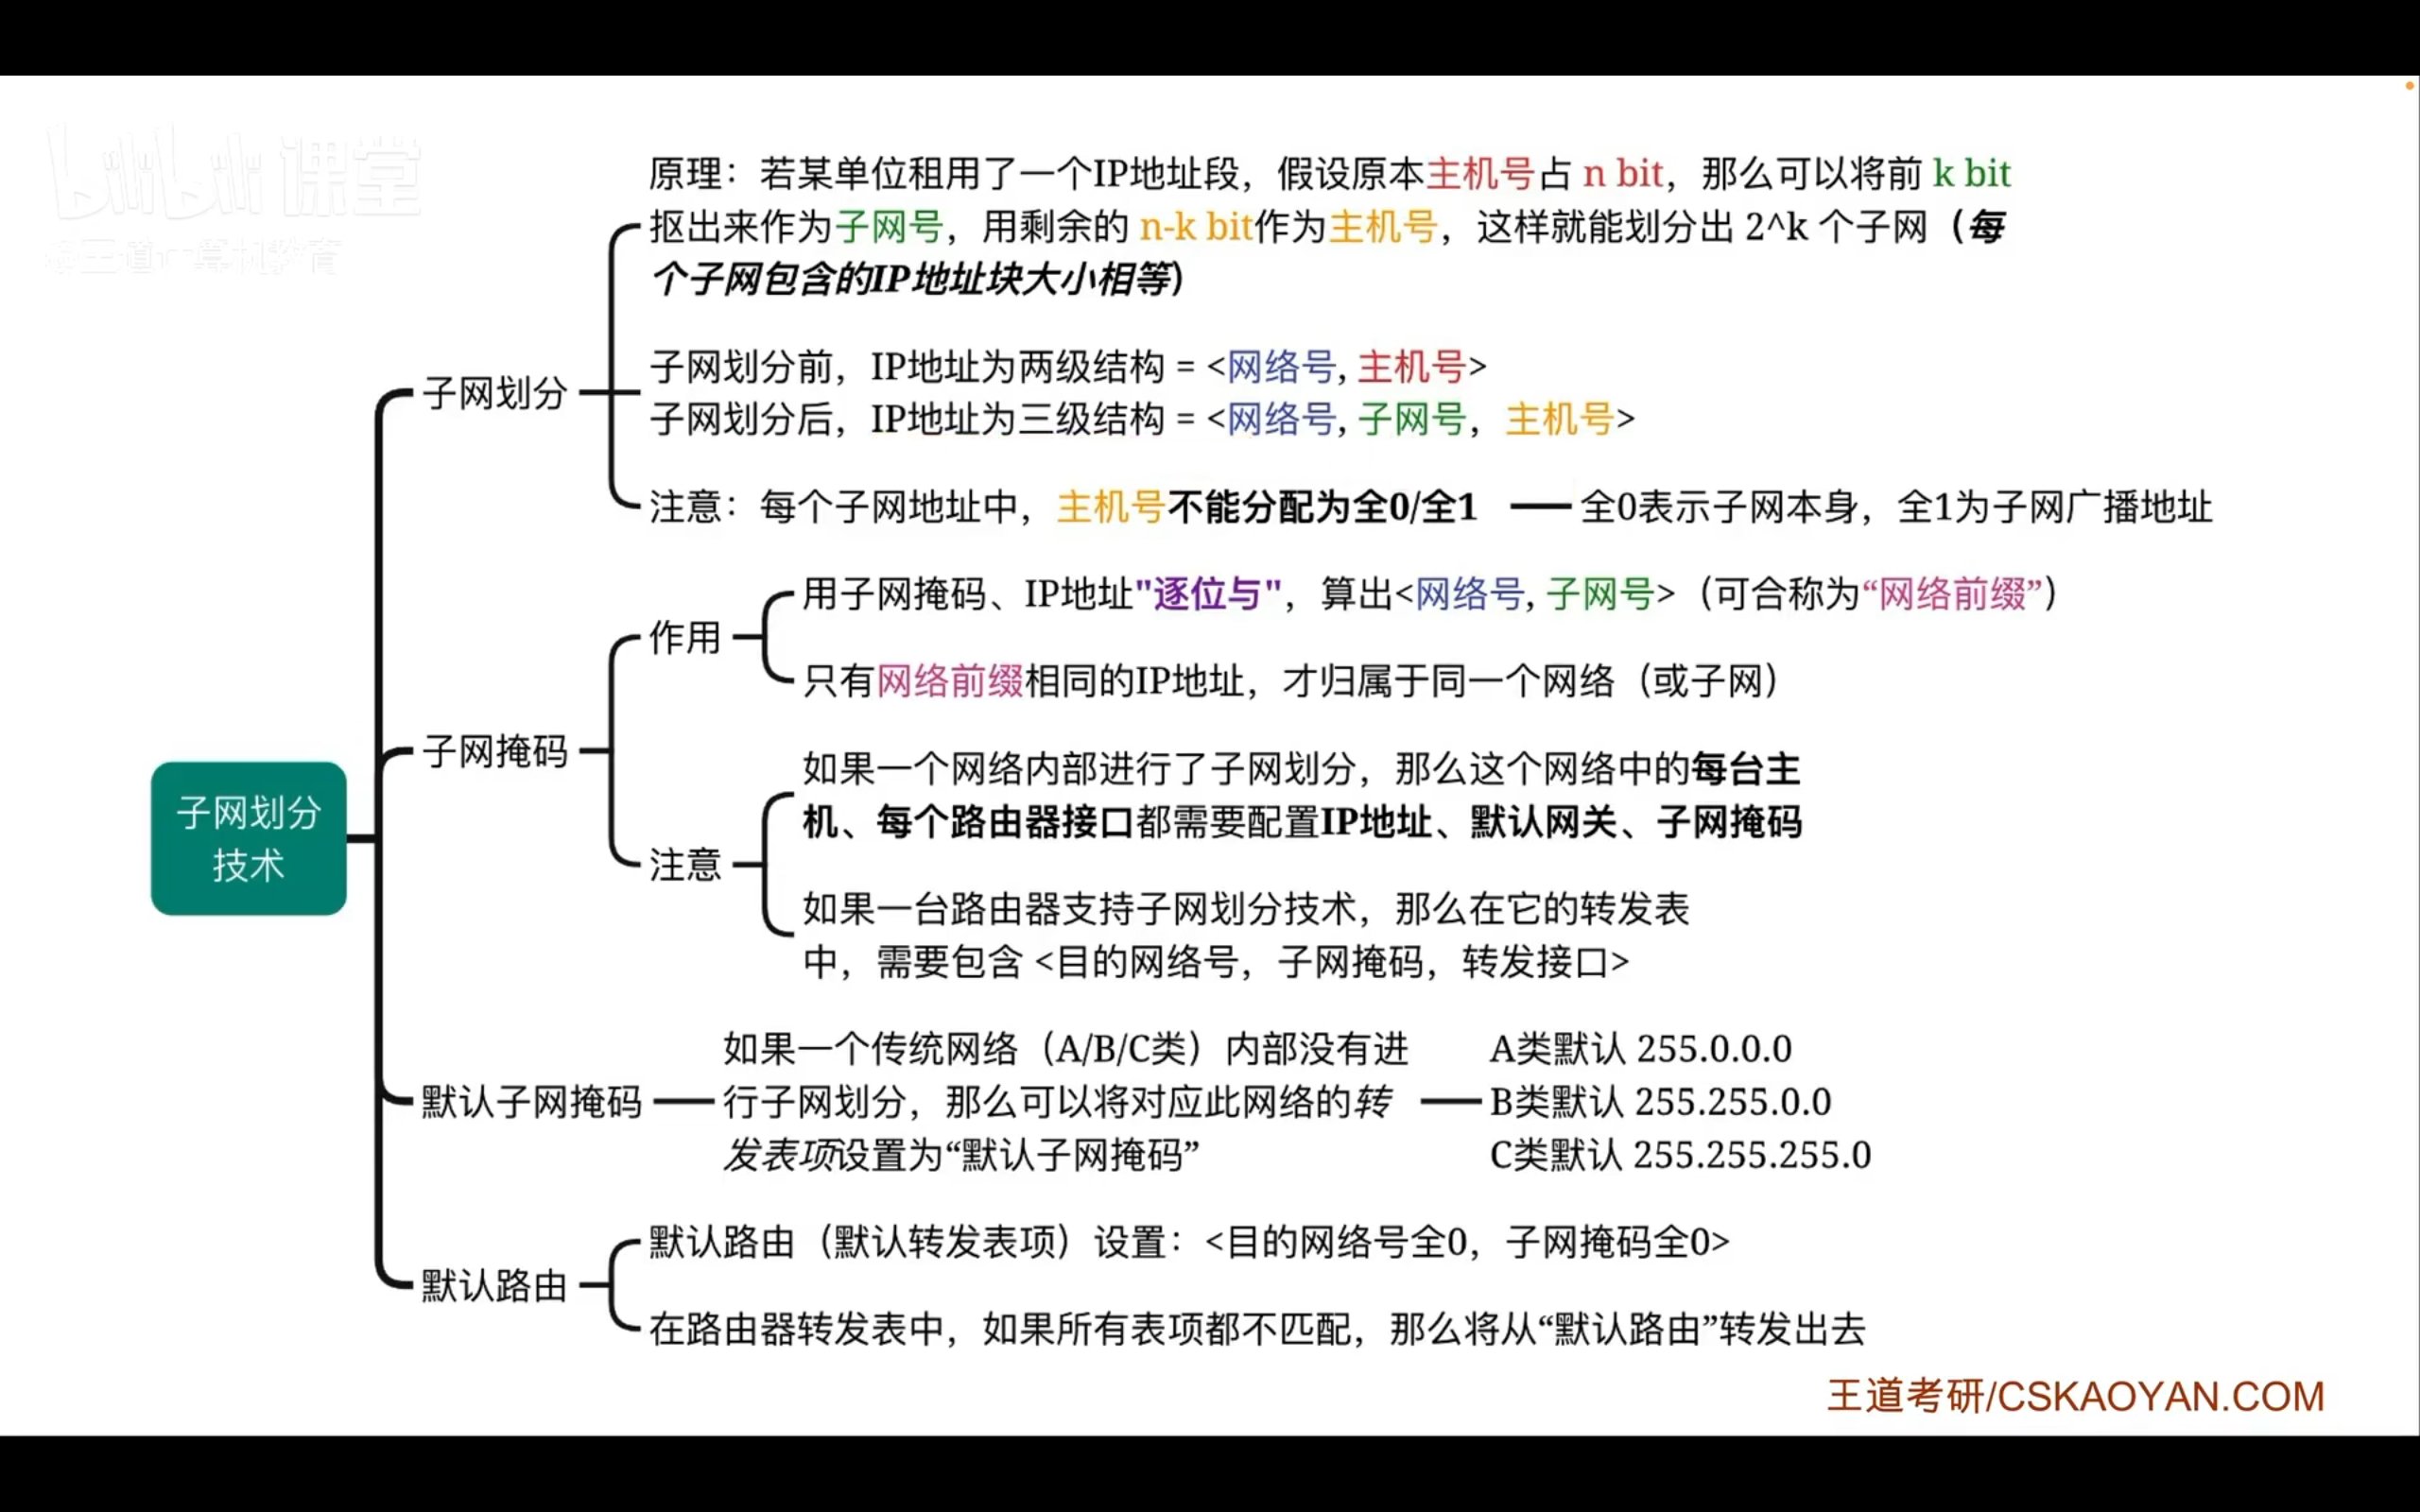 bilibili 课堂
@王道计算机教育
原理：若某单位租用了一个IP地址段，假设原本主机号占 n bit，那么可以将前 k bit
抠出来作为子网号，用剩余的 n-k bit作为主机号，这样就能划分出 2^k 个子网（每
个子网包含的IP地址块大小相等）
子网划分前，IP地址为两级结构 = <网络号, 主机号>
子网划分
子网划分后，IP地址为三级结构 = <网络号, 子网号，主机号>
注意：每个子网地址中，主机号不能分配为全0/全1
全0表示子网本身，全1为子网广播地址
用子网掩码、IP地址"逐位与"，算出<网络号, 子网号>（可合称为“网络前缀”）
作用
只有网络前缀相同的IP地址，才归属于同一个网络（或子网）
子网掩码
如果一个网络内部进行了子网划分，那么这个网络中的每台主
机、每个路由器接口都需要配置IP地址、默认网关、子网掩码
注意
如果一台路由器支持子网划分技术，那么在它的转发表
中，需要包含 <目的网络号，子网掩码，转发接口>
子网划分
技术
默认子网掩码
如果一个传统网络（A/B/C类）内部没有进
行子网划分，那么可以将对应此网络的转
发表项设置为“默认子网掩码”
A类默认 255.0.0.0
B类默认 255.255.0.0
C类默认 255.255.255.0
默认路由
默认路由（默认转发表项）设置：<目的网络号全0，子网掩码全0>
在路由器转发表中，如果所有表项都不匹配，那么将从“默认路由”转发出去
王道考研/CSKAOYAN.COM